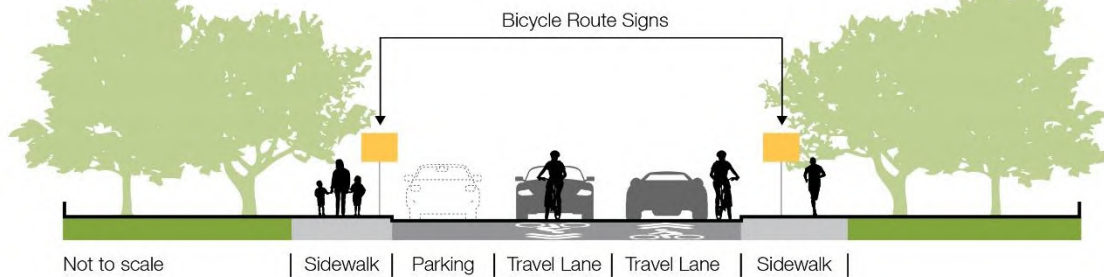 Bicycle Route Signs
Not to scale | Sidewalk | Parking | Travel Lane | Travel Lane | Sidewalk |